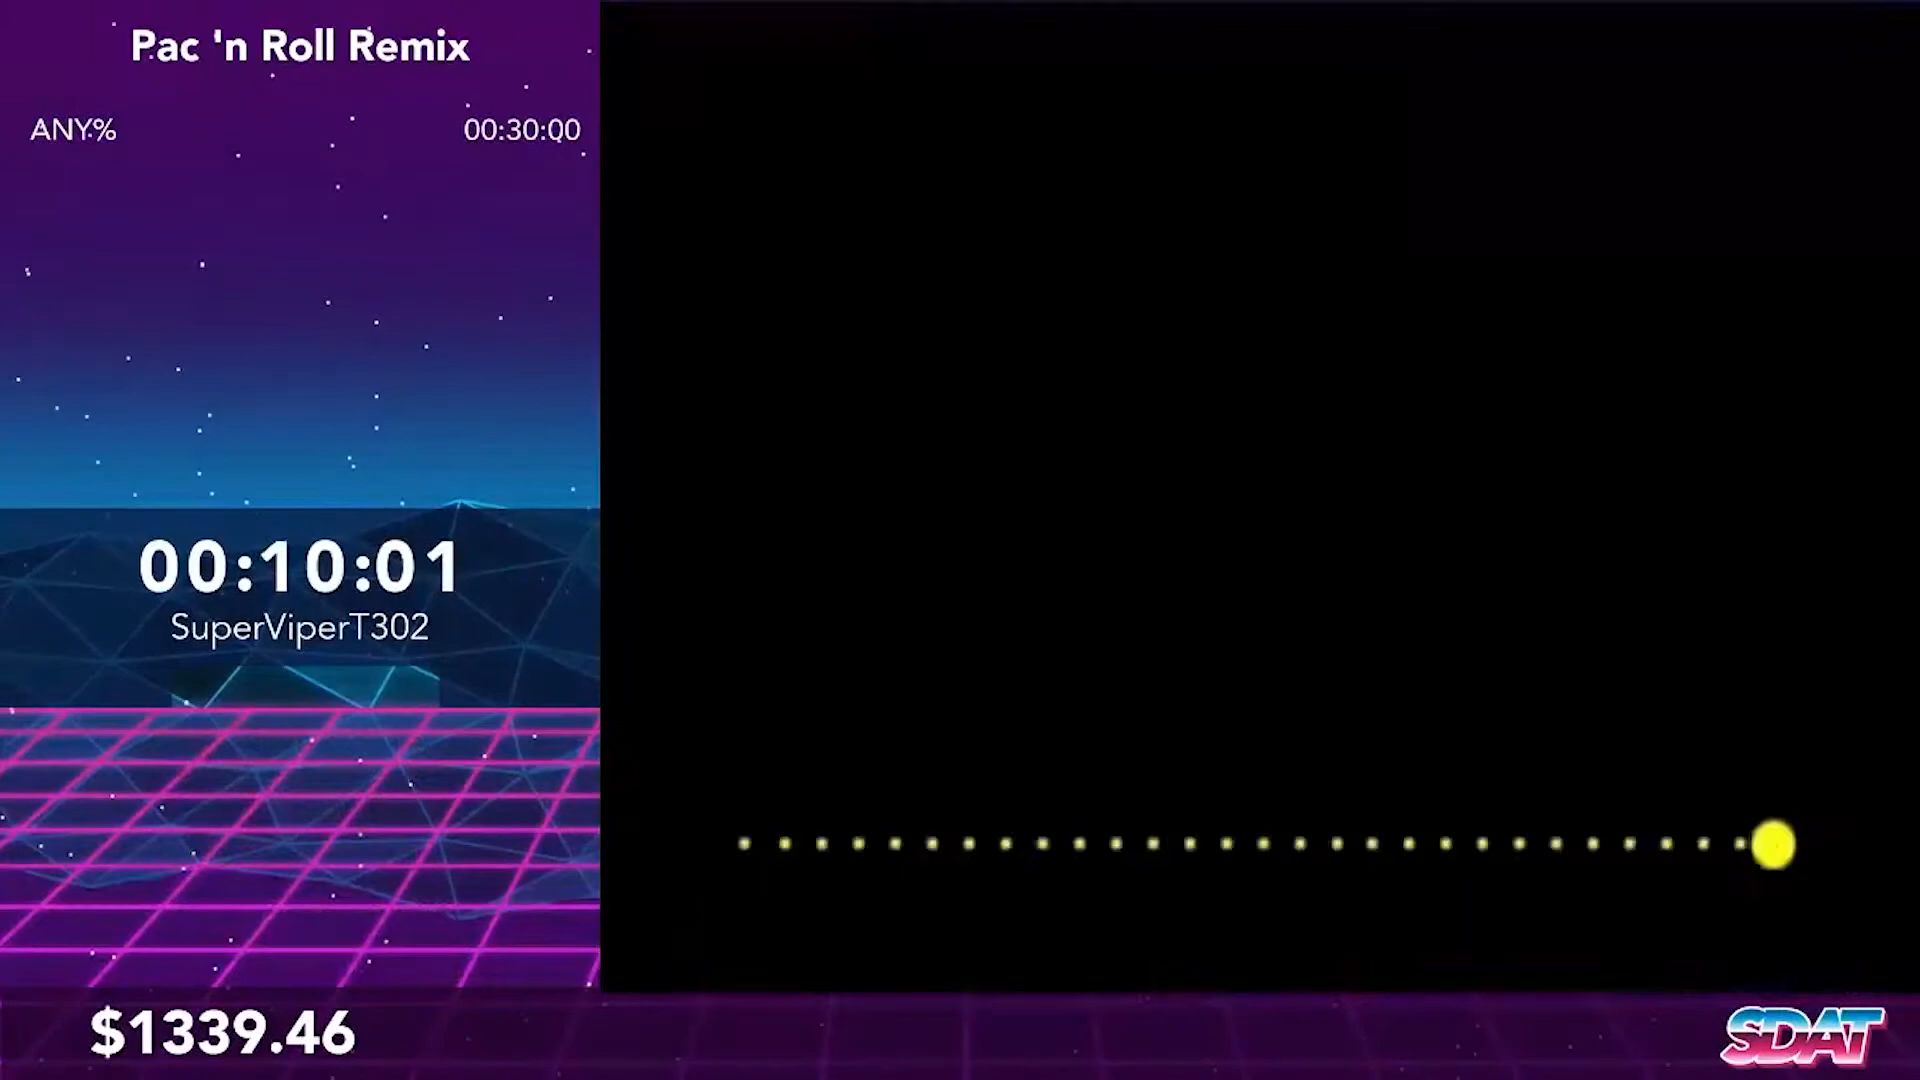 Pac 'n Roll Remix
ANY%
00:30:00
00:10:01
SuperViperT302
$1339.46
SDAT